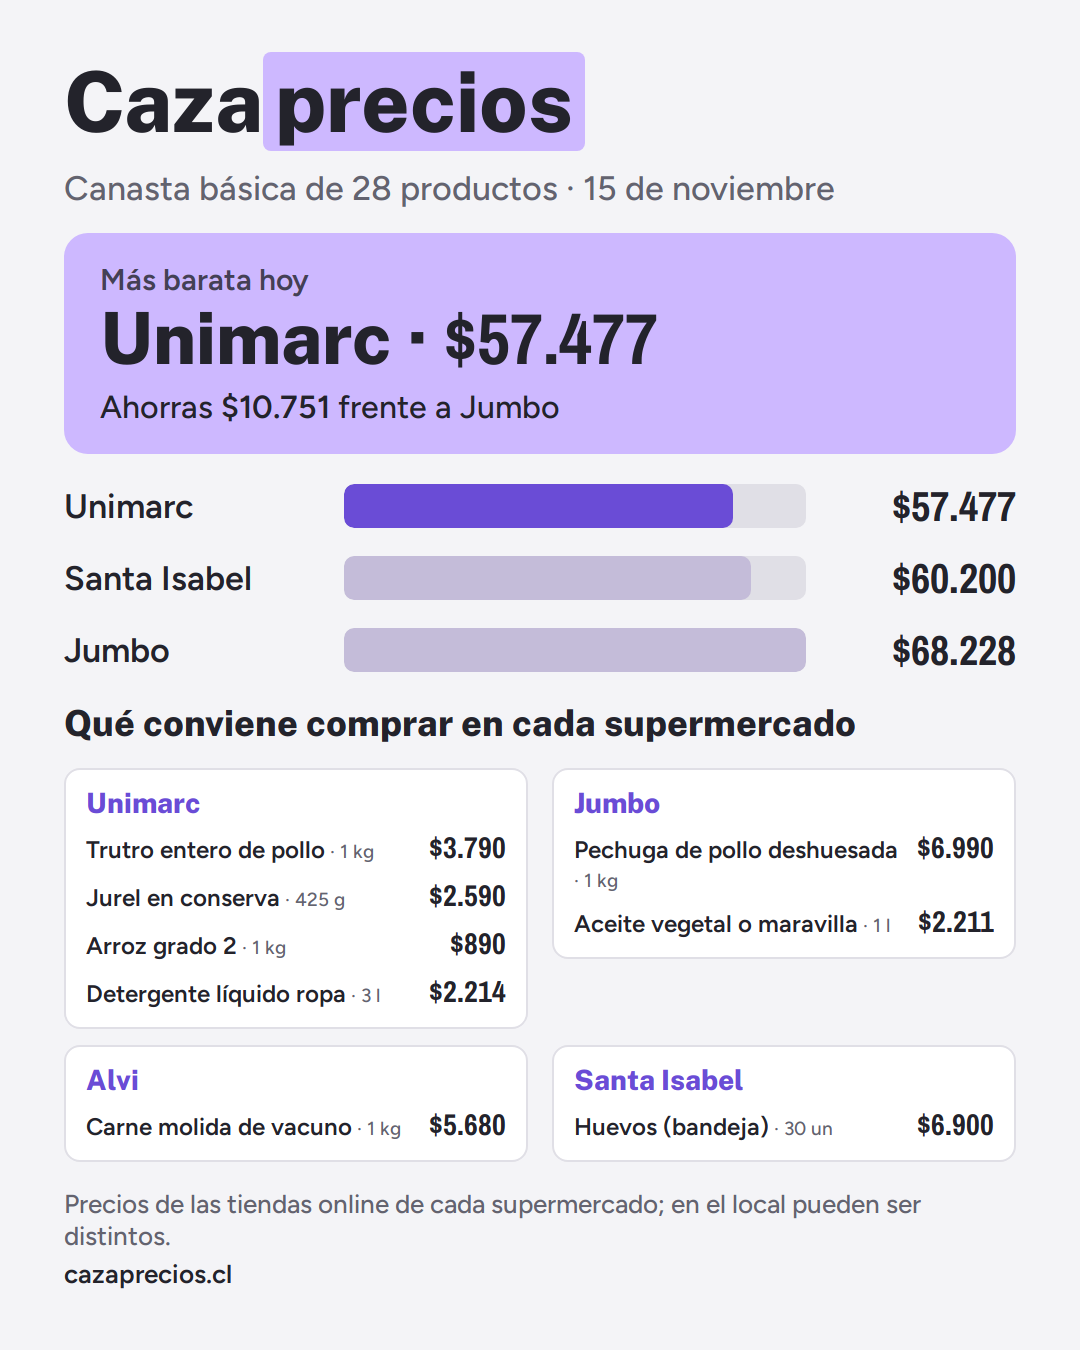 Cazaprecios
Canasta básica de 28 productos · 15 de noviembre
Más barata hoy
Unimarc · $57.477
Ahorras $10.751 frente a Jumbo
Unimarc $57.477
Santa Isabel $60.200
Jumbo $68.228
Qué conviene comprar en cada supermercado
Unimarc
Trutro entero de pollo · 1 kg $3.790
Jurel en conserva · 425 g $2.590
Arroz grado 2 · 1 kg $890
Detergente líquido ropa · 3 l $2.214
Jumbo
Pechuga de pollo deshuesada $6.990
· 1 kg
Aceite vegetal o maravilla · 1 l $2.211
Alvi
Carne molida de vacuno · 1 kg $5.680
Santa Isabel
Huevos (bandeja) · 30 un $6.900
Precios de las tiendas online de cada supermercado; en el local pueden ser
distintos.
cazaprecios.cl